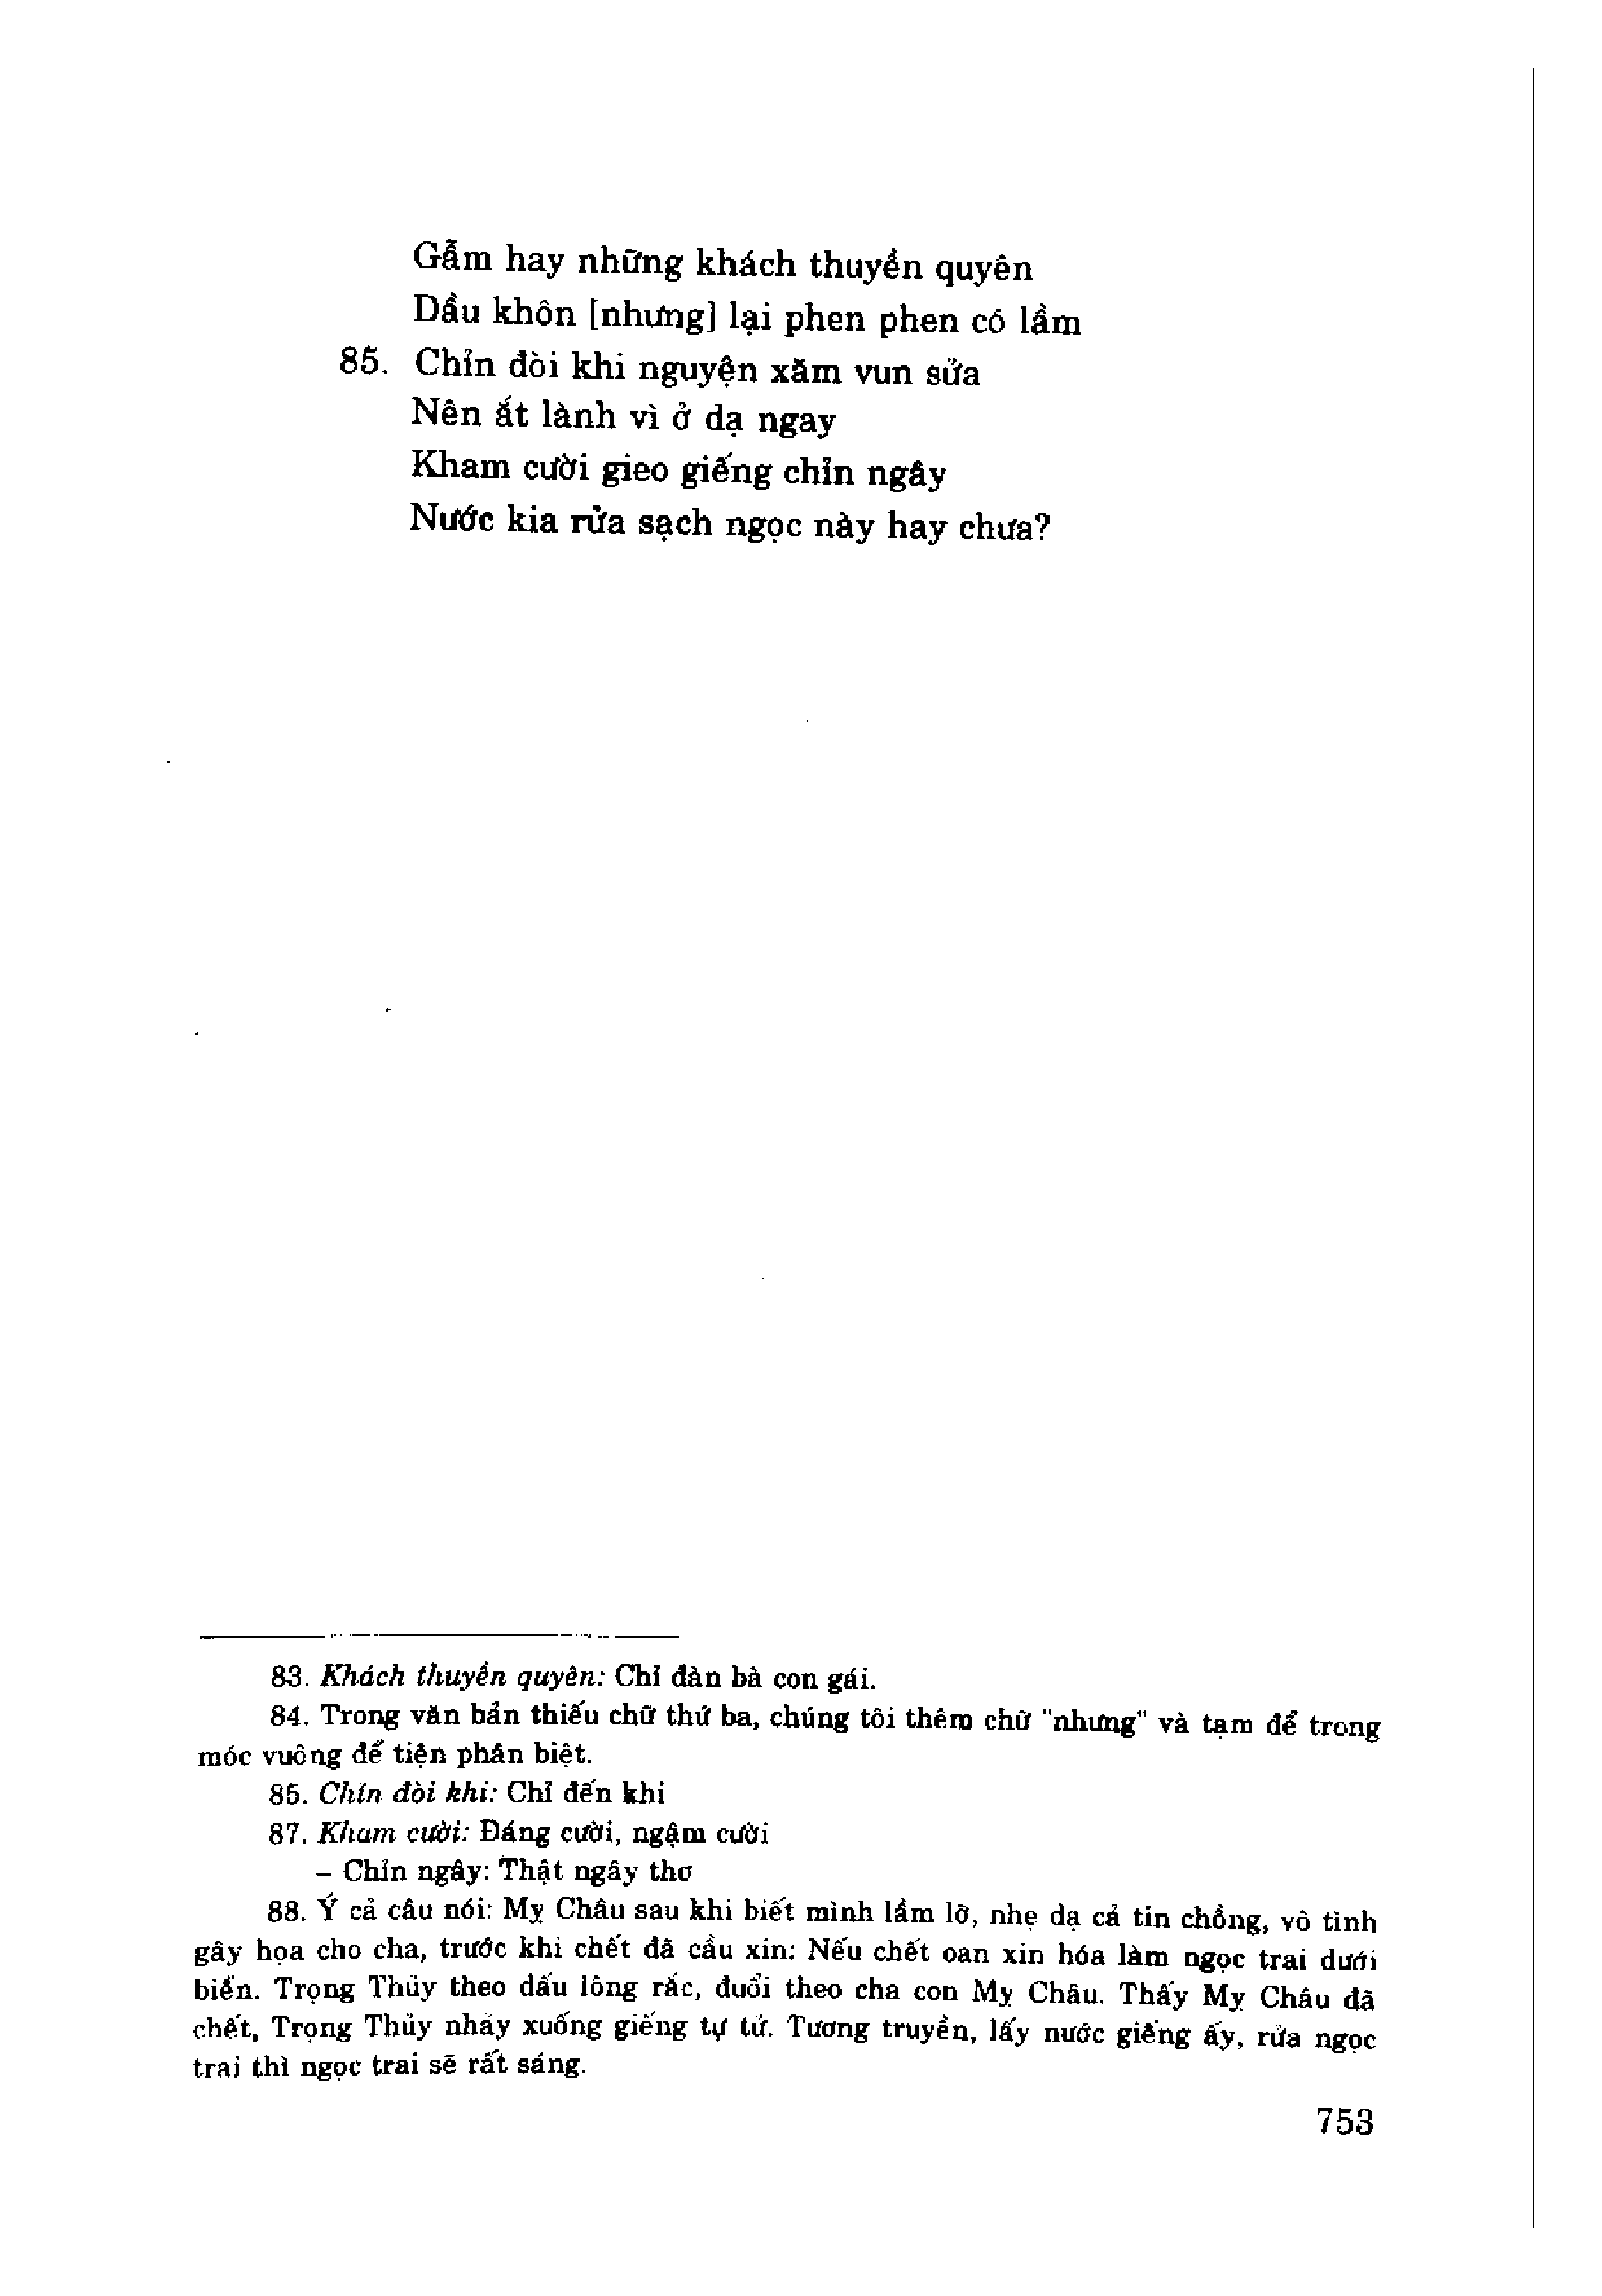 Gẫm hay những khách thuyền quyên
Dầu khôn [nhưng] lại phen phen có lầm
85. Chỉn đòi khi nguyện xăm vun sửa
Nên ắt lành vì ở dạ ngay
Kham cười gieo giếng chỉn ngây
Nước kia rửa sạch ngọc này hay chưa?
83. Khách thuyền quyên: Chỉ đàn bà con gái.
84. Trong văn bản thiếu chữ thứ ba, chúng tôi thêm chữ "nhưng" và tạm để trong
móc vuông để tiện phân biệt.
85. Chỉn đòi khi: Chỉ đến khi
87. Kham cười: Đáng cười, ngậm cười
– Chỉn ngây: Thật ngây thơ
88. Ý cả câu nói: Mỵ Châu sau khi biết mình lầm lỡ, nhẹ dạ cả tin chồng, vô tình
gây họa cho cha, trước khi chết đã cầu xin: Nếu chết oan xin hóa làm ngọc trai dưới
biển. Trọng Thủy theo dấu lông rắc, đuổi theo cha con Mỵ Châu. Thấy Mỵ Châu đã
chết, Trọng Thủy nhảy xuống giếng tự tử. Tương truyền, lấy nước giếng ấy, rửa ngọc
trai thì ngọc trai sẽ rất sáng.
753